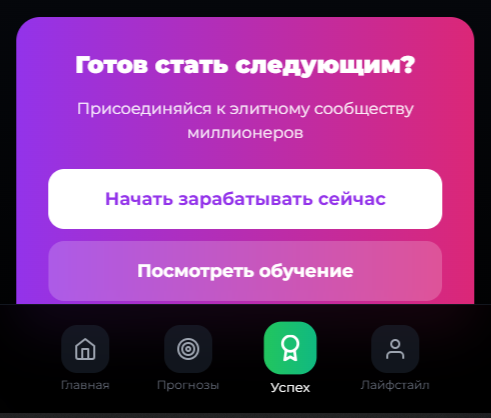 Готов стать следующим?
Присоединяйся к элитному сообществу
миллионеров
Начать зарабатывать сейчас
Посмотреть обучение
Главная
Прогнозы
Успех
Лайфстайл